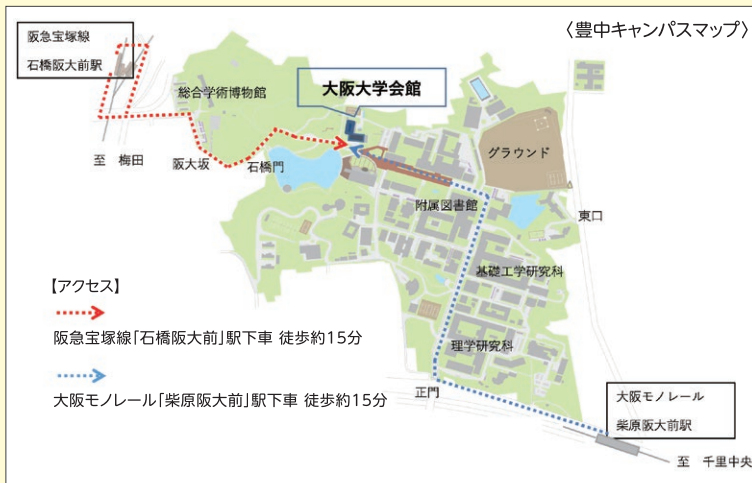 〈豊中キャンパスマップ〉
阪急宝塚線
石橋阪大前駅
総合学術博物館
大阪大学会館
グラウンド
至 梅田
阪大坂
石橋門
附属図書館
東口
基礎工学研究科
【アクセス】
阪急宝塚線「石橋阪大前」駅下車 徒歩約15分
理学研究科
大阪モノレール「柴原阪大前」駅下車 徒歩約15分
正門
大阪モノレール
柴原阪大前駅
至 千里中央